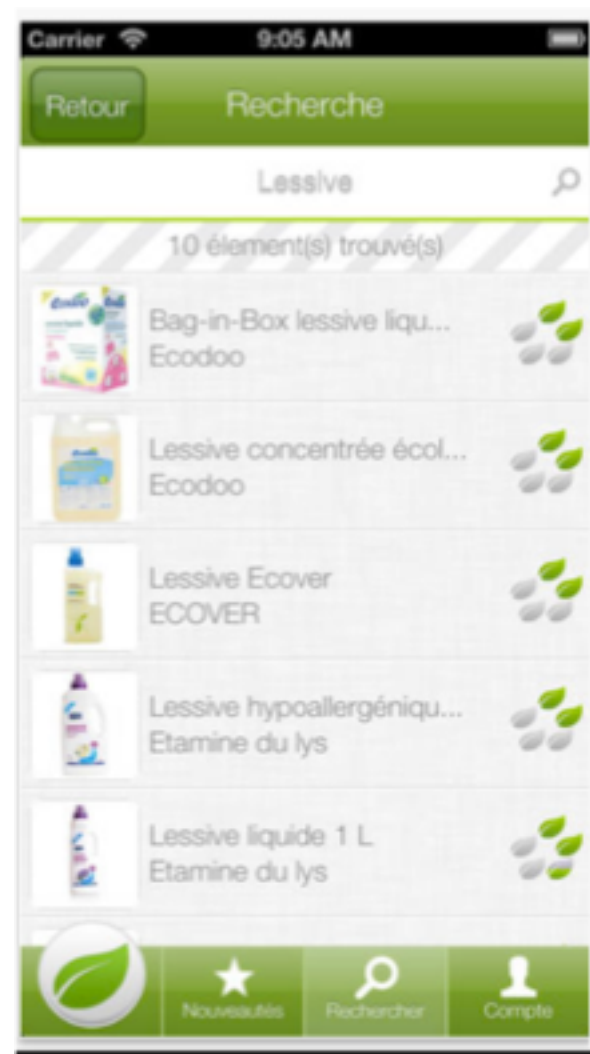 Carrier 9:05 AM
Retour Recherche
Lessive
10 élement(s) trouvé(s)
Bag-in-Box lessive liqu...
Ecodoo
Lessive concentrée écol...
Ecodoo
Lessive Ecover
ECOVER
Lessive hypoallergéniqu...
Etamine du lys
Lessive liquide 1 L
Etamine du lys
Nouveautés Rechercher Compte